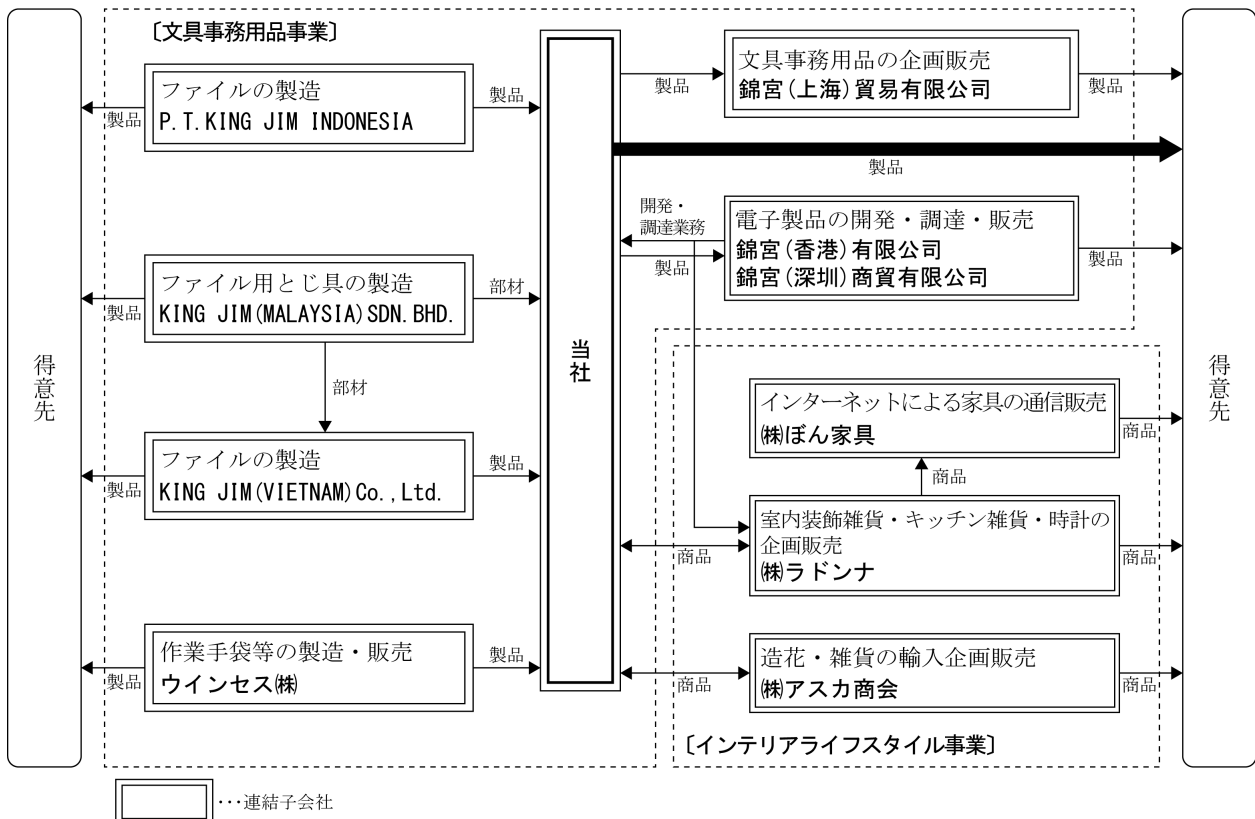 〔文具事務用品事業〕
ファイルの製造
P.T.KING JIM INDONESIA
製品
製品
ファイル用とじ具の製造
KING JIM(MALAYSIA)SDN.BHD.
製品
部材
部材
ファイルの製造
KING JIM(VIETNAM)Co.,Ltd.
製品
製品
作業手袋等の製造・販売
ウインセス㈱
製品
製品
得意先
当社
文具事務用品の企画販売
錦宮(上海)貿易有限公司
製品
製品
製品
開発・
調達業務
製品
電子製品の開発・調達・販売
錦宮(香港)有限公司
錦宮(深圳)商貿有限公司
製品
インターネットによる家具の通信販売
㈱ぼん家具
商品
商品
室内装飾雑貨・キッチン雑貨・時計の
企画販売
㈱ラドンナ
商品
商品
造花・雑貨の輸入企画販売
㈱アスカ商会
商品
商品
〔インテリアライフスタイル事業〕
得意先
･･･連結子会社